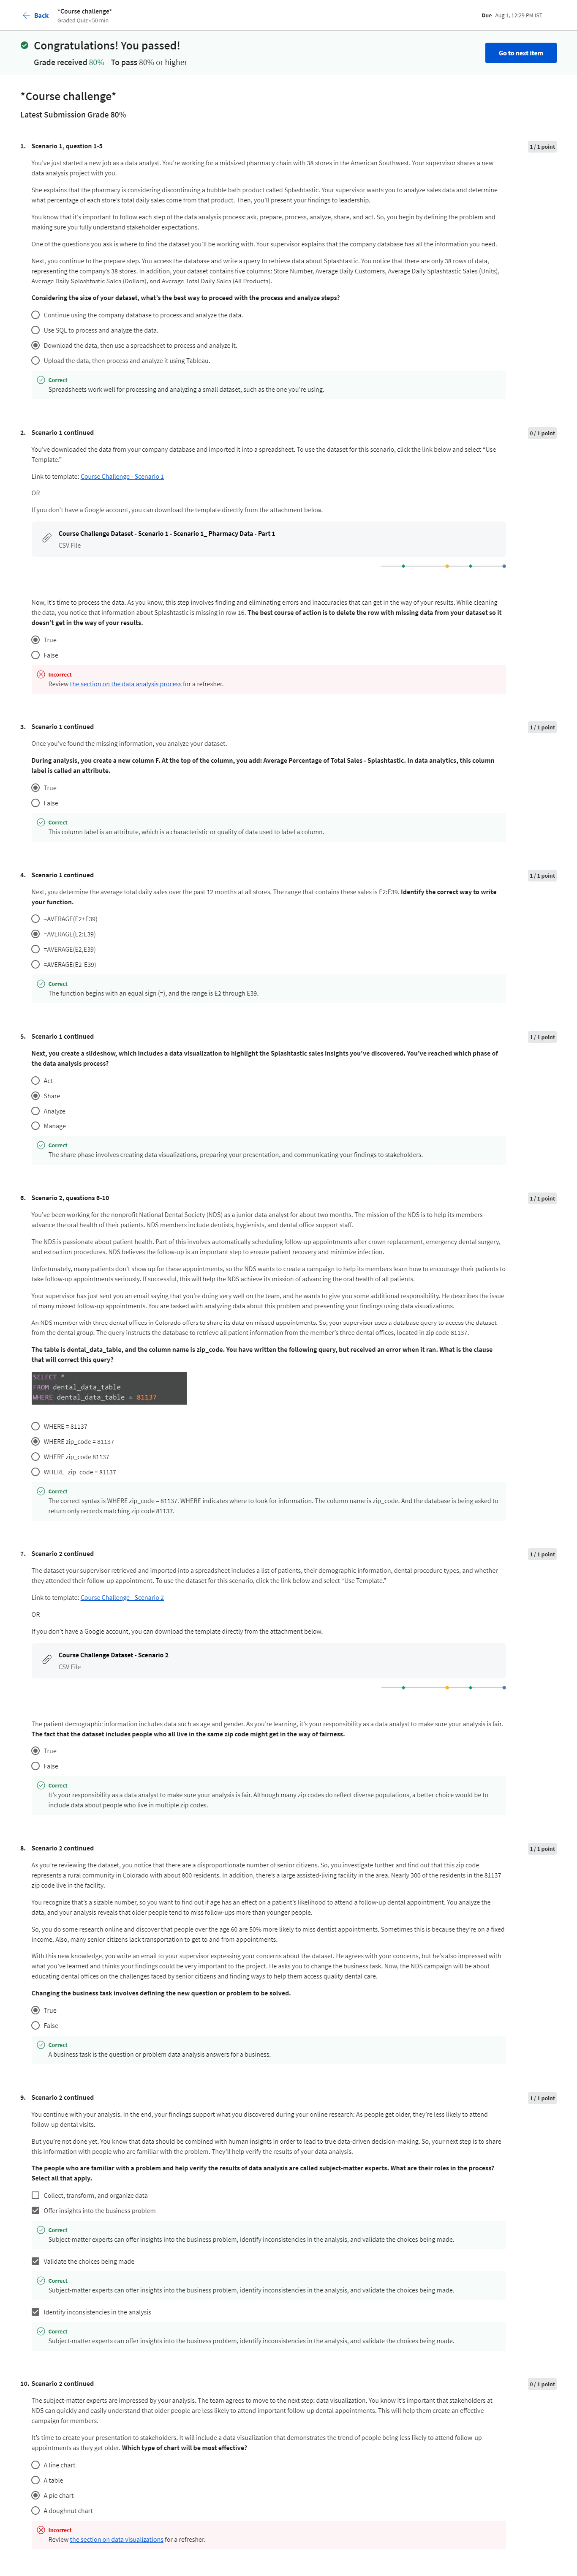 Back
*Course challenge*
Graded Quiz • 50 min
Due Aug 1, 12:29 PM IST
Congratulations! You passed!
Grade received 80% To pass 80% or higher
Go to next item
*Course challenge*
Latest Submission Grade 80%
1. Scenario 1, question 1-5
1 / 1 point
You've just started a new job as a data analyst. You're working for a midsized pharmacy chain with 38 stores in the American Southwest. Your supervisor shares a new
data analysis project with you.
She explains that the pharmacy is considering discontinuing a bubble bath product called Splashtastic. Your supervisor wants you to analyze sales data and determine
what percentage of each store's total daily sales come from that product. Then, you'll present your findings to leadership.
You know that it's important to follow each step of the data analysis process: ask, prepare, process, analyze, share, and act. So, you begin by defining the problem and
making sure you fully understand stakeholder expectations.
One of the questions you ask is where to find the dataset you'll be working with. Your supervisor explains that the company database has all the information you need.
Next, you continue to the prepare step. You access the database and write a query to retrieve data about Splashtastic. You notice that there are only 38 rows of data,
representing the company's 38 stores. In addition, your dataset contains five columns: Store Number, Average Daily Customers, Average Daily Splashtastic Sales (Units),
Average Daily Splashtastic Sales (Dollars), and Average Total Daily Sales (All Products).
Considering the size of your dataset, what's the best way to proceed with the process and analyze steps?
Continue using the company database to process and analyze the data.
Use SQL to process and analyze the data.
Download the data, then use a spreadsheet to process and analyze it.
Upload the data, then process and analyze it using Tableau.
Correct
Spreadsheets work well for processing and analyzing a small dataset, such as the one you're using.
2. Scenario 1 continued
0 / 1 point
You've downloaded the data from your company database and imported it into a spreadsheet. To use the dataset for this scenario, click the link below and select "Use
Template."
Link to template: Course Challenge - Scenario 1
OR
If you don't have a Google account, you can download the template directly from the attachment below.
Course Challenge Dataset - Scenario 1 - Scenario 1_ Pharmacy Data - Part 1
CSV File
Now, it's time to process the data. As you know, this step involves finding and eliminating errors and inaccuracies that can get in the way of your results. While cleaning
the data, you notice that information about Splashtastic is missing in row 16. The best course of action is to delete the row with missing data from your dataset so it
doesn't get in the way of your results.
True
False
Incorrect
Review the section on the data analysis process for a refresher.
3. Scenario 1 continued
1 / 1 point
Once you've found the missing information, you analyze your dataset.
During analysis, you create a new column F. At the top of the column, you add: Average Percentage of Total Sales - Splashtastic. In data analytics, this column
label is called an attribute.
True
False
Correct
This column label is an attribute, which is a characteristic or quality of data used to label a column.
4. Scenario 1 continued
1 / 1 point
Next, you determine the average total daily sales over the past 12 months at all stores. The range that contains these sales is E2:E39. Identify the correct way to write
your function.
=AVERAGE(E2+E39)
=AVERAGE(E2:E39)
=AVERAGE(E2,E39)
=AVERAGE(E2-E39)
Correct
The function begins with an equal sign (=), and the range is E2 through E39.
5. Scenario 1 continued
1 / 1 point
Next, you create a slideshow, which includes a data visualization to highlight the Splashtastic sales insights you've discovered. You've reached which phase of
the data analysis process?
Act
Share
Analyze
Manage
Correct
The share phase involves creating data visualizations, preparing your presentation, and communicating your findings to stakeholders.
6. Scenario 2, questions 6-10
1 / 1 point
You've been working for the nonprofit National Dental Society (NDS) as a junior data analyst for about two months. The mission of the NDS is to help its members
advance the oral health of their patients. NDS members include dentists, hygienists, and dental office support staff.
The NDS is passionate about patient health. Part of this involves automatically scheduling follow-up appointments after crown replacement, emergency dental surgery,
and extraction procedures. NDS believes the follow-up is an important step to ensure patient recovery and minimize infection.
Unfortunately, many patients don't show up for these appointments, so the NDS wants to create a campaign to help its members learn how to encourage their patients to
take follow-up appointments seriously. If successful, this will help the NDS achieve its mission of advancing the oral health of all patients.
Your supervisor has just sent you an email saying that you're doing very well on the team, and he wants to give you some additional responsibility. He describes the issue
of many missed follow-up appointments. You are tasked with analyzing data about this problem and presenting your findings using data visualizations.
An NDS member with three dental offices in Colorado offers to share its data on missed appointments. So, your supervisor uses a database query to access the dataset
from the dental group. The query instructs the database to retrieve all patient information from the member's three dental offices, located in zip code 81137.
The table is dental_data_table, and the column name is zip_code. You have written the following query, but received an error when it ran. What is the clause
that will correct this query?
SELECT *
FROM dental_data_table
WHERE dental_data_table = 81137
WHERE = 81137
WHERE zip_code = 81137
WHERE zip_code 81137
WHERE_zip_code = 81137
Correct
The correct syntax is WHERE zip_code = 81137. WHERE indicates where to look for information. The column name is zip_code. And the database is being asked to
return only records matching zip code 81137.
7. Scenario 2 continued
1 / 1 point
The dataset your supervisor retrieved and imported into a spreadsheet includes a list of patients, their demographic information, dental procedure types, and whether
they attended their follow-up appointment. To use the dataset for this scenario, click the link below and select "Use Template."
Link to template: Course Challenge - Scenario 2
OR
If you don't have a Google account, you can download the template directly from the attachment below.
Course Challenge Dataset - Scenario 2
CSV File
The patient demographic information includes data such as age and gender. As you're learning, it's your responsibility as a data analyst to make sure your analysis is fair.
The fact that the dataset includes people who all live in the same zip code might get in the way of fairness.
True
False
Correct
It's your responsibility as a data analyst to make sure your analysis is fair. Although many zip codes do reflect diverse populations, a better choice would be to
include data about people who live in multiple zip codes.
8. Scenario 2 continued
1 / 1 point
As you're reviewing the dataset, you notice that there are a disproportionate number of senior citizens. So, you investigate further and find out that this zip code
represents a rural community in Colorado with about 800 residents. In addition, there's a large assisted-living facility in the area. Nearly 300 of the residents in the 81137
zip code live in the facility.
You recognize that's a sizable number, so you want to find out if age has an effect on a patient's likelihood to attend a follow-up dental appointment. You analyze the
data, and your analysis reveals that older people tend to miss follow-ups more than younger people.
So, you do some research online and discover that people over the age 60 are 50% more likely to miss dentist appointments. Sometimes this is because they're on a fixed
income. Also, many senior citizens lack transportation to get to and from appointments.
With this new knowledge, you write an email to your supervisor expressing your concerns about the dataset. He agrees with your concerns, but he's also impressed with
what you've learned and thinks your findings could be very important to the project. He asks you to change the business task. Now, the NDS campaign will be about
educating dental offices on the challenges faced by senior citizens and finding ways to help them access quality dental care.
Changing the business task involves defining the new question or problem to be solved.
True
False
Correct
A business task is the question or problem data analysis answers for a business.
9. Scenario 2 continued
1 / 1 point
You continue with your analysis. In the end, your findings support what you discovered during your online research: As people get older, they're less likely to attend
follow-up dental visits.
But you're not done yet. You know that data should be combined with human insights in order to lead to true data-driven decision-making. So, your next step is to share
this information with people who are familiar with the problem. They'll help verify the results of your data analysis.
The people who are familiar with a problem and help verify the results of data analysis are called subject-matter experts. What are their roles in the process?
Select all that apply.
Collect, transform, and organize data
Offer insights into the business problem
Correct
Subject-matter experts can offer insights into the business problem, identify inconsistencies in the analysis, and validate the choices being made.
Validate the choices being made
Correct
Subject-matter experts can offer insights into the business problem, identify inconsistencies in the analysis, and validate the choices being made.
Identify inconsistencies in the analysis
Correct
Subject-matter experts can offer insights into the business problem, identify inconsistencies in the analysis, and validate the choices being made.
10. Scenario 2 continued
0 / 1 point
The subject-matter experts are impressed by your analysis. The team agrees to move to the next step: data visualization. You know it's important that stakeholders at
NDS can quickly and easily understand that older people are less likely to attend important follow-up dental appointments. This will help them create an effective
campaign for members.
It's time to create your presentation to stakeholders. It will include a data visualization that demonstrates the trend of people being less likely to attend follow-up
appointments as they get older. Which type of chart will be most effective?
A line chart
A table
A pie chart
A doughnut chart
Incorrect
Review the section on data visualizations for a refresher.